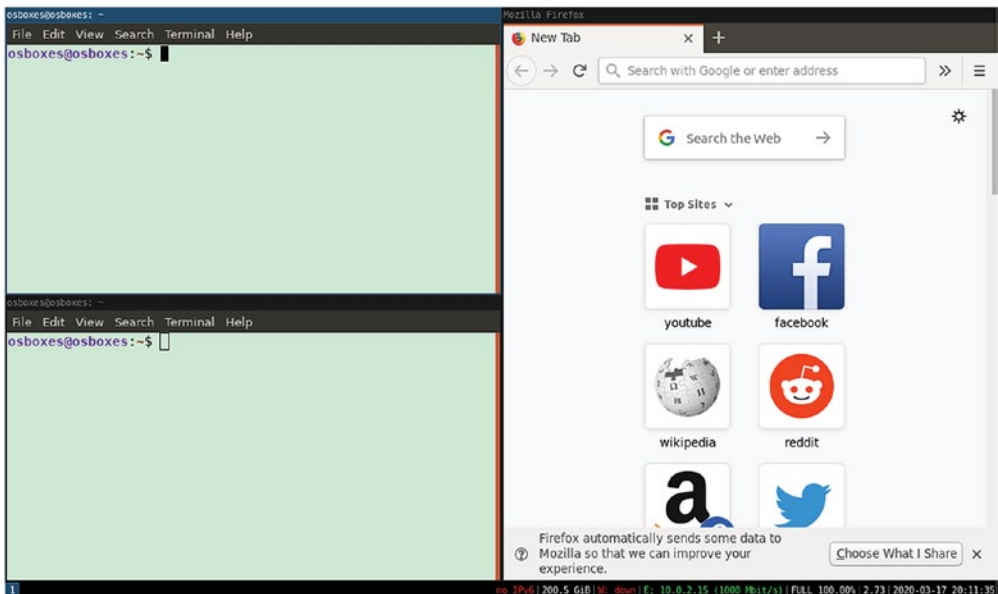 osboxes@osboxes: ~
File Edit View Search Terminal Help
osboxes@osboxes:~$
osboxes@osboxes: ~
File Edit View Search Terminal Help
osboxes@osboxes:~$
Mozilla Firefox
New Tab
Search with Google or enter address
Search the Web
Top Sites
youtube
facebook
wikipedia
reddit
Firefox automatically sends some data to
Mozilla so that we can improve your
experience.
Choose What I Share
1
no IPv6|200.5 GiB|W: down|E: 10.0.2.15 (1000 Mbit/s)|FULL 100.00%|2.73|2020-03-17 20:11:35